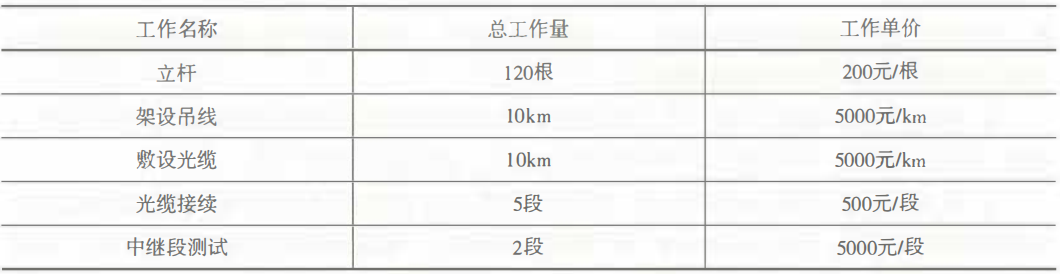 工作名称 总工作量 工作单价
立杆 120根 200元/根
架设吊线 10km 5000元/km
敷设光缆 10km 5000元/km
光缆接续 5段 500元/段
中继段测试 2段 5000元/段